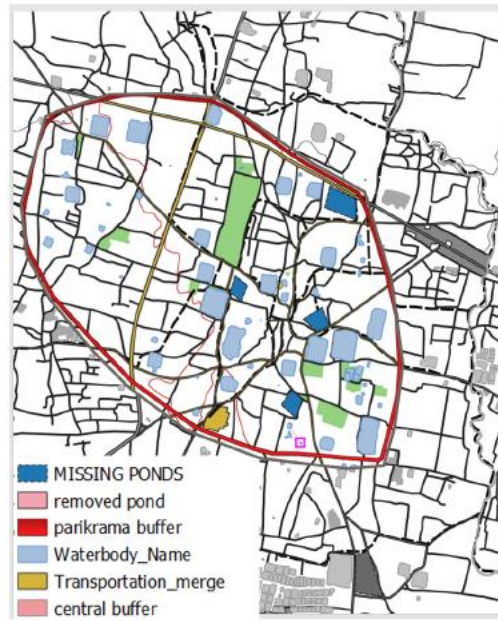 MISSING PONDS
removed pond
parikrama buffer
Waterbody_Name
Transportation_merge
central buffer